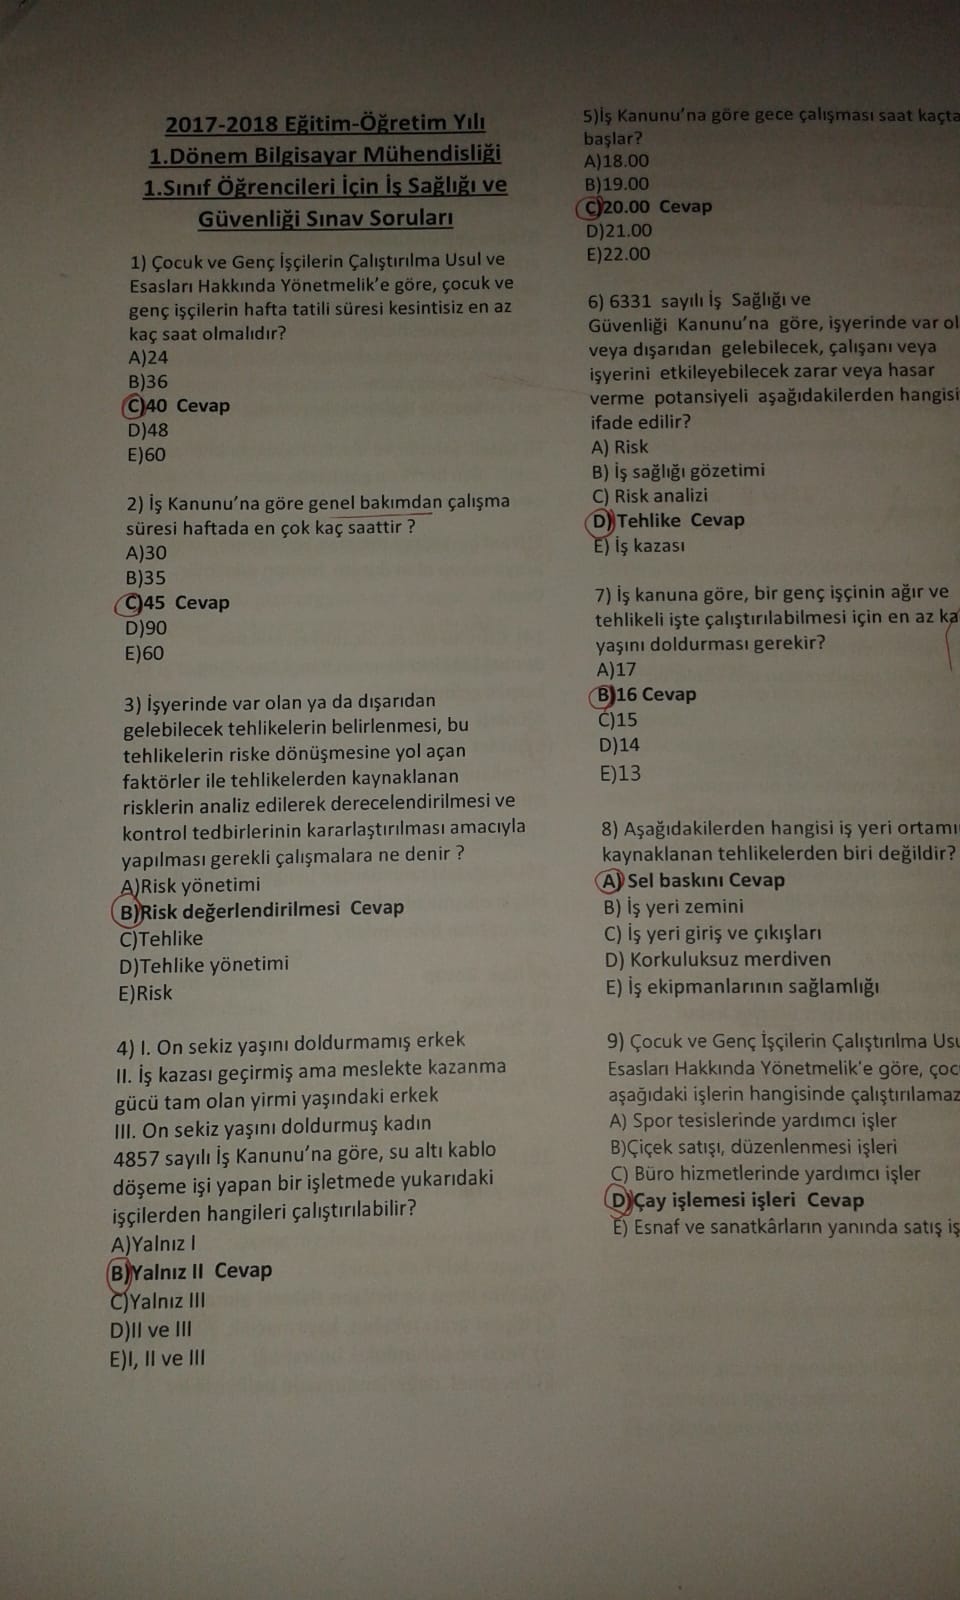 2017-2018 Eğitim-Öğretim Yılı
1.Dönem Bilgisayar Mühendisliği
1.Sınıf Öğrencileri İçin İş Sağlığı ve
Güvenliği Sınav Soruları
1) Çocuk ve Genç İşçilerin Çalıştırılma Usul ve
Esasları Hakkında Yönetmelik’e göre, çocuk ve
genç işçilerin hafta tatili süresi kesintisiz en az
kaç saat olmalıdır?
A)24
B)36
C)40 Cevap
D)48
E)60
2) İş Kanunu’na göre genel bakımdan çalışma
süresi haftada en çok kaç saattir ?
A)30
B)35
C)45 Cevap
D)90
E)60
3) İşyerinde var olan ya da dışarıdan
gelebilecek tehlikelerin belirlenmesi, bu
tehlikelerin riske dönüşmesine yol açan
faktörler ile tehlikelerden kaynaklanan
risklerin analiz edilerek derecelendirilmesi ve
kontrol tedbirlerinin kararlaştırılması amacıyla
yapılması gerekli çalışmalara ne denir ?
A)Risk yönetimi
B)Risk değerlendirilmesi Cevap
C)Tehlike
D)Tehlike yönetimi
E)Risk
4) I. On sekiz yaşını doldurmamış erkek
II. İş kazası geçirmiş ama meslekte kazanma
gücü tam olan yirmi yaşındaki erkek
III. On sekiz yaşını doldurmuş kadın
4857 sayılı İş Kanunu’na göre, su altı kablo
döşeme işi yapan bir işletmede yukarıdaki
işçilerden hangileri çalıştırılabilir?
A)Yalnız I
B)Yalnız II Cevap
C)Yalnız III
D)II ve III
E)I, II ve III
5)İş Kanunu’na göre gece çalışması saat kaçta
başlar?
A)18.00
B)19.00
C)20.00 Cevap
D)21.00
E)22.00
6) 6331 sayılı İş Sağlığı ve
Güvenliği Kanunu’na göre, işyerinde var ol
veya dışarıdan gelebilecek, çalışanı veya
işyerini etkileyebilecek zarar veya hasar
verme potansiyeli aşağıdakilerden hangisi
ifade edilir?
A) Risk
B) İş sağlığı gözetimi
C) Risk analizi
D) Tehlike Cevap
E) İş kazası
7) İş kanuna göre, bir genç işçinin ağır ve
tehlikeli işte çalıştırılabilmesi için en az ka
yaşını doldurması gerekir?
A)17
B)16 Cevap
C)15
D)14
E)13
8) Aşağıdakilerden hangisi iş yeri ortamı
kaynaklanan tehlikelerden biri değildir?
A) Sel baskını Cevap
B) İş yeri zemini
C) İş yeri giriş ve çıkışları
D) Korkuluksuz merdiven
E) İş ekipmanlarının sağlamlığı
9) Çocuk ve Genç İşçilerin Çalıştırılma Usu
Esasları Hakkında Yönetmelik’e göre, çoc
aşağıdaki işlerin hangisinde çalıştırılamaz
A) Spor tesislerinde yardımcı işler
B)Çiçek satışı, düzenlenmesi işleri
C) Büro hizmetlerinde yardımcı işler
D)Çay işlemesi işleri Cevap
E) Esnaf ve sanatkârların yanında satış iş